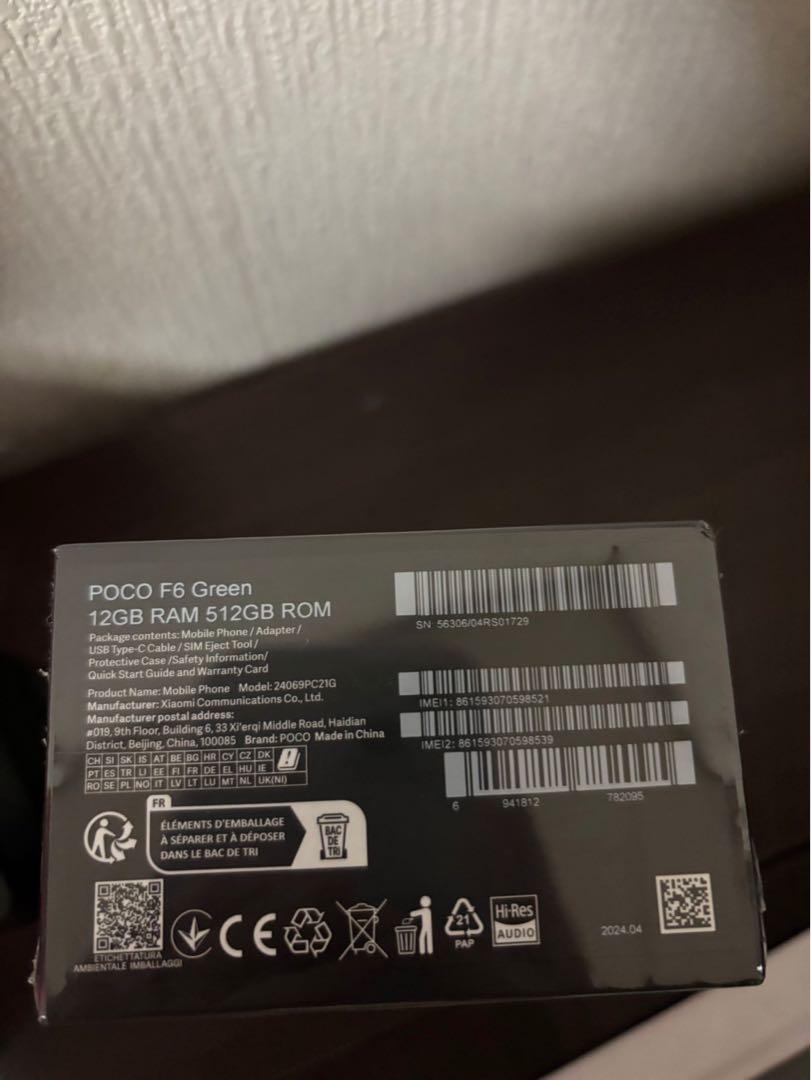 POCO F6 Green
12GB RAM 512GB ROM
Package contents: Mobile Phone / Adapter /
USB Type-C Cable / SIM Eject Tool /
Protective Case /Safety Information/
Quick Start Guide and Warranty Card
Product Name: Mobile Phone Model: 24069PC21G
Manufacturer: Xiaomi Communications Co., Ltd.
Manufacturer postal address:
#019, 9th Floor, Building 6, 33 Xi'erqi Middle Road, Haidian
District, Beijing, China, 100085 Brand: POCO Made in China
CH SI SK IS AT BE BG HR CY CZ DK
PT ES TR LI EE FI FR DE EL HU IE
RO SE PL NO IT LV LT LU MT NL UK(NI)
SN: 56306/04RS01729
IMEI1: 861593070598521
IMEI2: 861593070598539
6 941812 782095
FR
ÉLÉMENTS D'EMBALLAGE
À SÉPARER ET À DÉPOSER
DANS LE BAC DE TRI
BAC
DE
TRI
ETICHETTATURA
AMBIENTALE IMBALLAGGI
CE
21
PAP
Hi-Res
AUDIO
2024.04